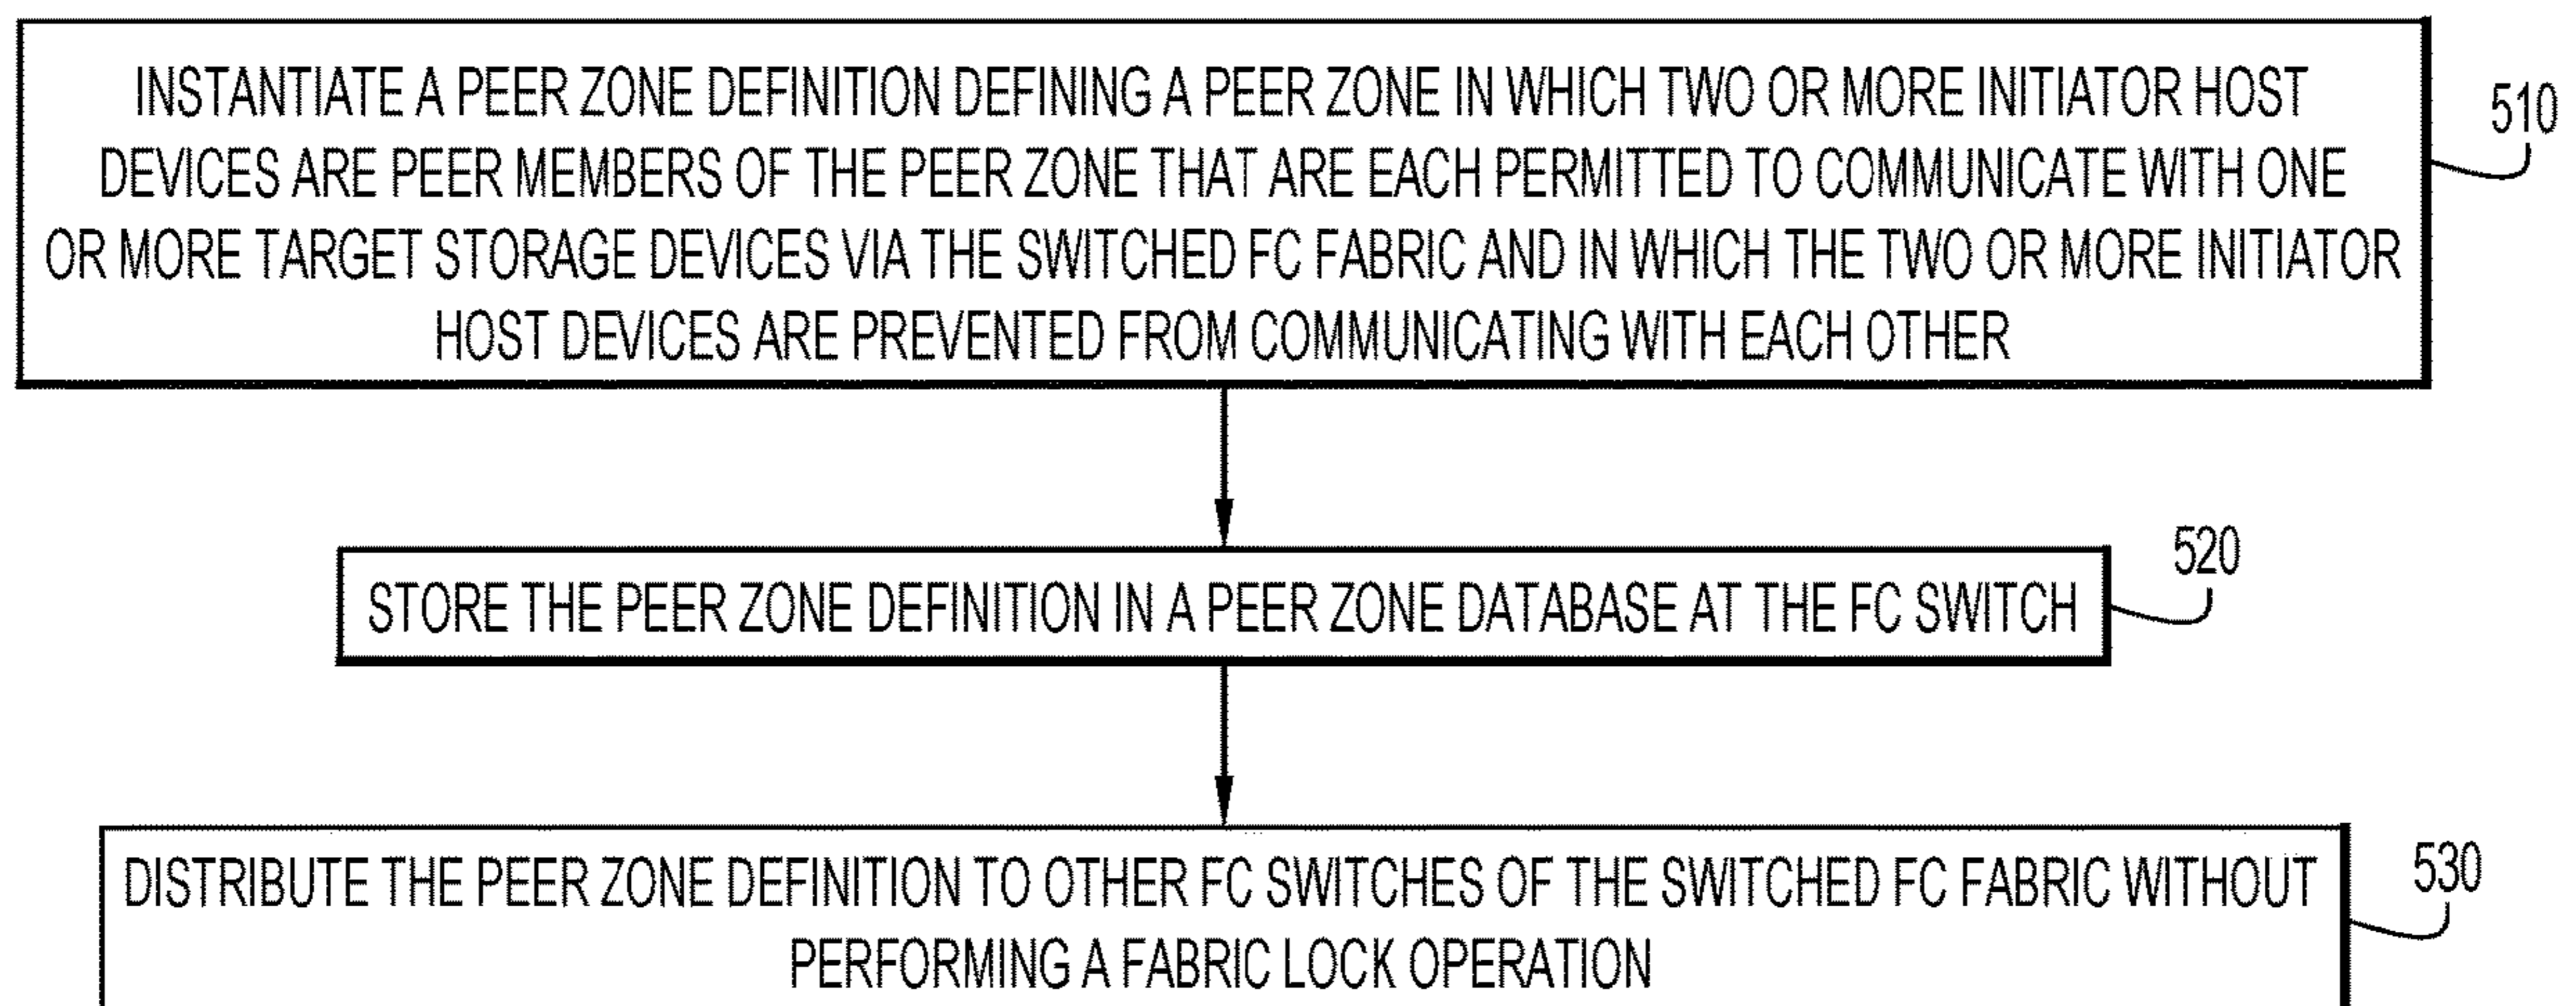 INSTANTIATE A PEER ZONE DEFINITION DEFINING A PEER ZONE IN WHICH TWO OR MORE INITIATOR HOST
DEVICES ARE PEER MEMBERS OF THE PEER ZONE THAT ARE EACH PERMITTED TO COMMUNICATE WITH ONE
OR MORE TARGET STORAGE DEVICES VIA THE SWITCHED FC FABRIC AND IN WHICH THE TWO OR MORE INITIATOR
HOST DEVICES ARE PREVENTED FROM COMMUNICATING WITH EACH OTHER
510
STORE THE PEER ZONE DEFINITION IN A PEER ZONE DATABASE AT THE FC SWITCH
520
DISTRIBUTE THE PEER ZONE DEFINITION TO OTHER FC SWITCHES OF THE SWITCHED FC FABRIC WITHOUT
PERFORMING A FABRIC LOCK OPERATION
530